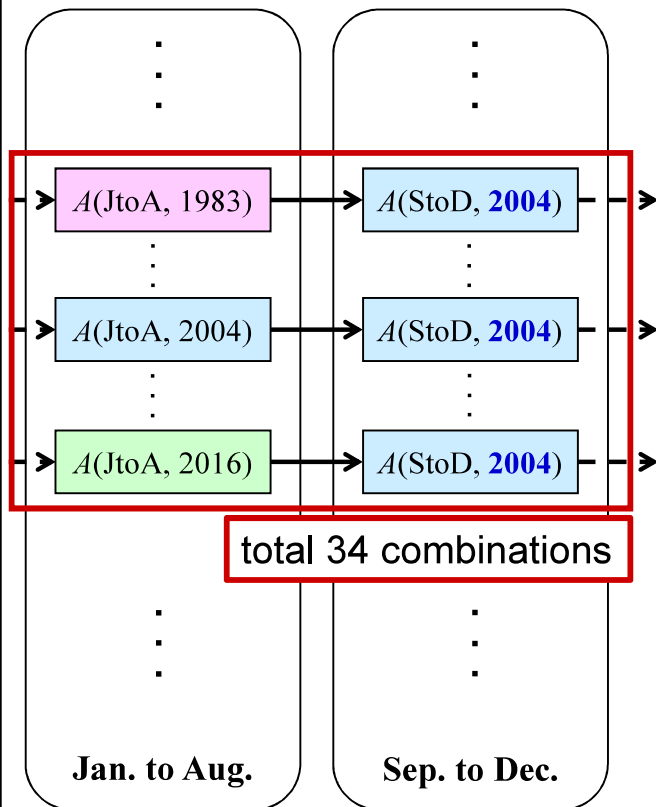 A(JtoA, 1983) A(StoD, 2004)
A(JtoA, 2004) A(StoD, 2004)
A(JtoA, 2016) A(StoD, 2004)
total 34 combinations
Jan. to Aug. Sep. to Dec.